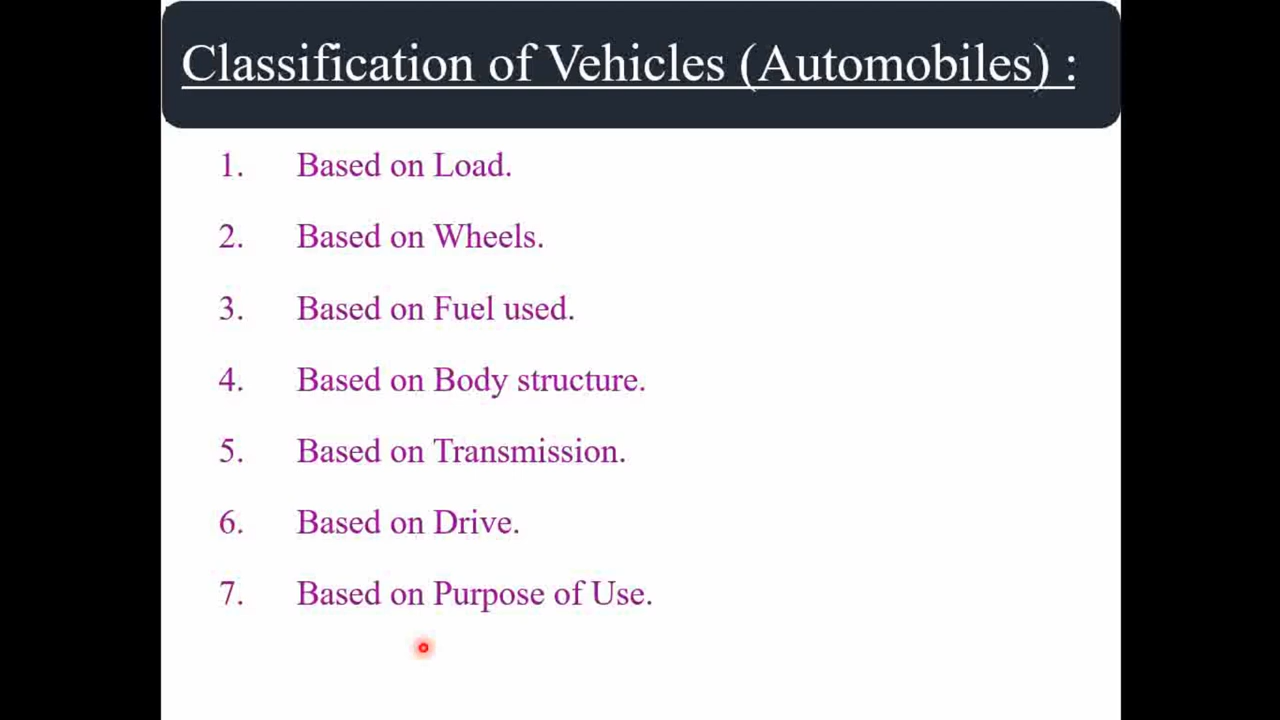 Classification of Vehicles (Automobiles) :
1. Based on Load.
2. Based on Wheels.
3. Based on Fuel used.
4. Based on Body structure.
5. Based on Transmission.
6. Based on Drive.
7. Based on Purpose of Use.